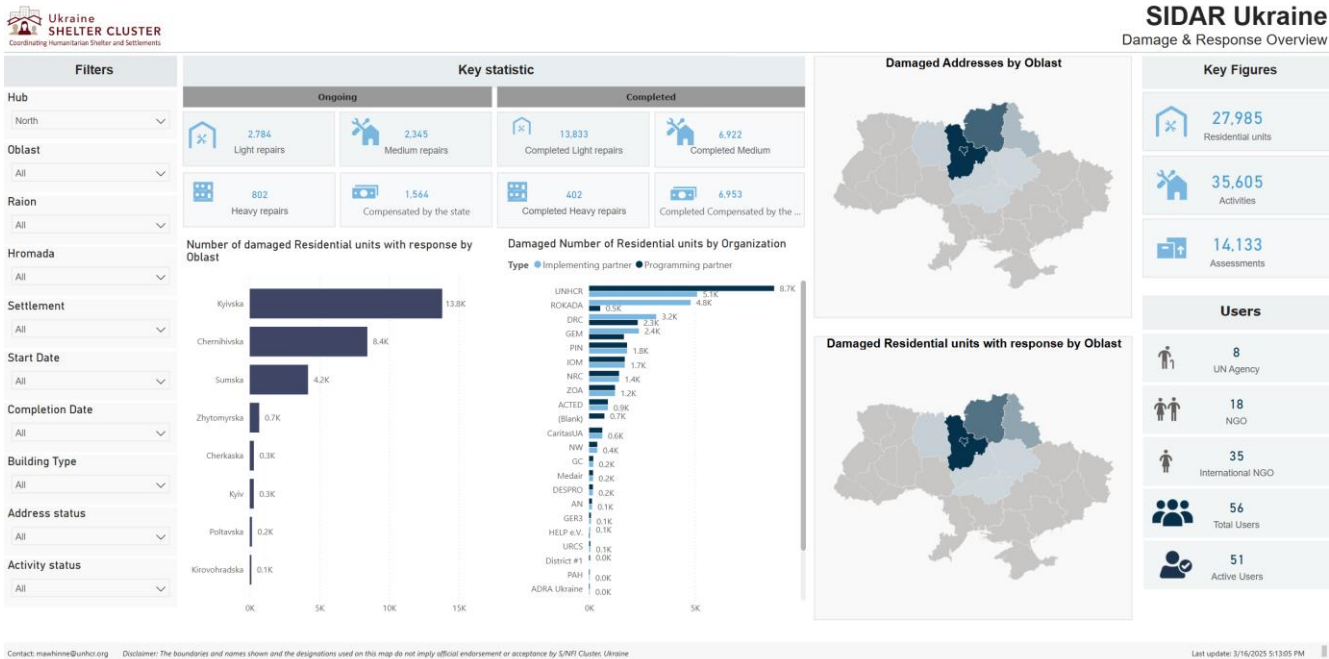 Ukraine
SHELTER CLUSTER
Coordinating Humanitarian Shelter and Settlements
SIDAR Ukraine
Damage & Response Overview
Filters
Hub
North
Oblast
All
Raion
All
Hromada
All
Settlement
All
Start Date
All
Completion Date
All
Building Type
All
Address status
All
Activity status
All
Key statistic
Ongoing
Completed
2,784
Light repairs
2,345
Medium repairs
13,833
Completed Light repairs
6,922
Completed Medium
802
Heavy repairs
1,564
Compensated by the state
402
Completed Heavy repairs
6,953
Completed Compensated by the ...
Number of damaged Residential units with response by
Oblast
Kyivska 13.8K
Chernihivska 8.4K
Sumska 4.2K
Zhytomyrska 0.7K
Cherkaska 0.3K
Kyiv 0.3K
Poltavska 0.2K
Kirovohradska 0.1K
0K 5K 10K 15K
Damaged Number of Residential units by Organization
Type Implementing partner Programming partner
UNHCR 8.7K
5.1K
ROKADA 4.8K
0.5K
DRC 3.2K
2.3K
GEM 2.4K
PIN 1.8K
IOM 1.7K
NRC 1.4K
ZOA 1.2K
ACTED 0.9K
(Blank) 0.7K
CaritasUA 0.6K
NW 0.4K
GC 0.2K
Medair 0.2K
DESPRO 0.2K
AN 0.1K
GER3 0.1K
HELP e.V. 0.1K
URCS 0.1K
District #1 0.0K
PAH 0.0K
ADRA Ukraine 0.0K
0K 5K
Damaged Addresses by Oblast
Damaged Residential units with response by Oblast
Key Figures
27,985
Residential units
35,605
Activities
14,133
Assessments
Users
8
UN Agency
18
NGO
35
International NGO
56
Total Users
51
Active Users
Contact: mawhinne@unhcr.org Disclaimer: The boundaries and names shown and the designations used on this map do not imply official endorsement or acceptance by S/NFI Cluster, Ukraine
Last update: 3/16/2025 5:13:05 PM